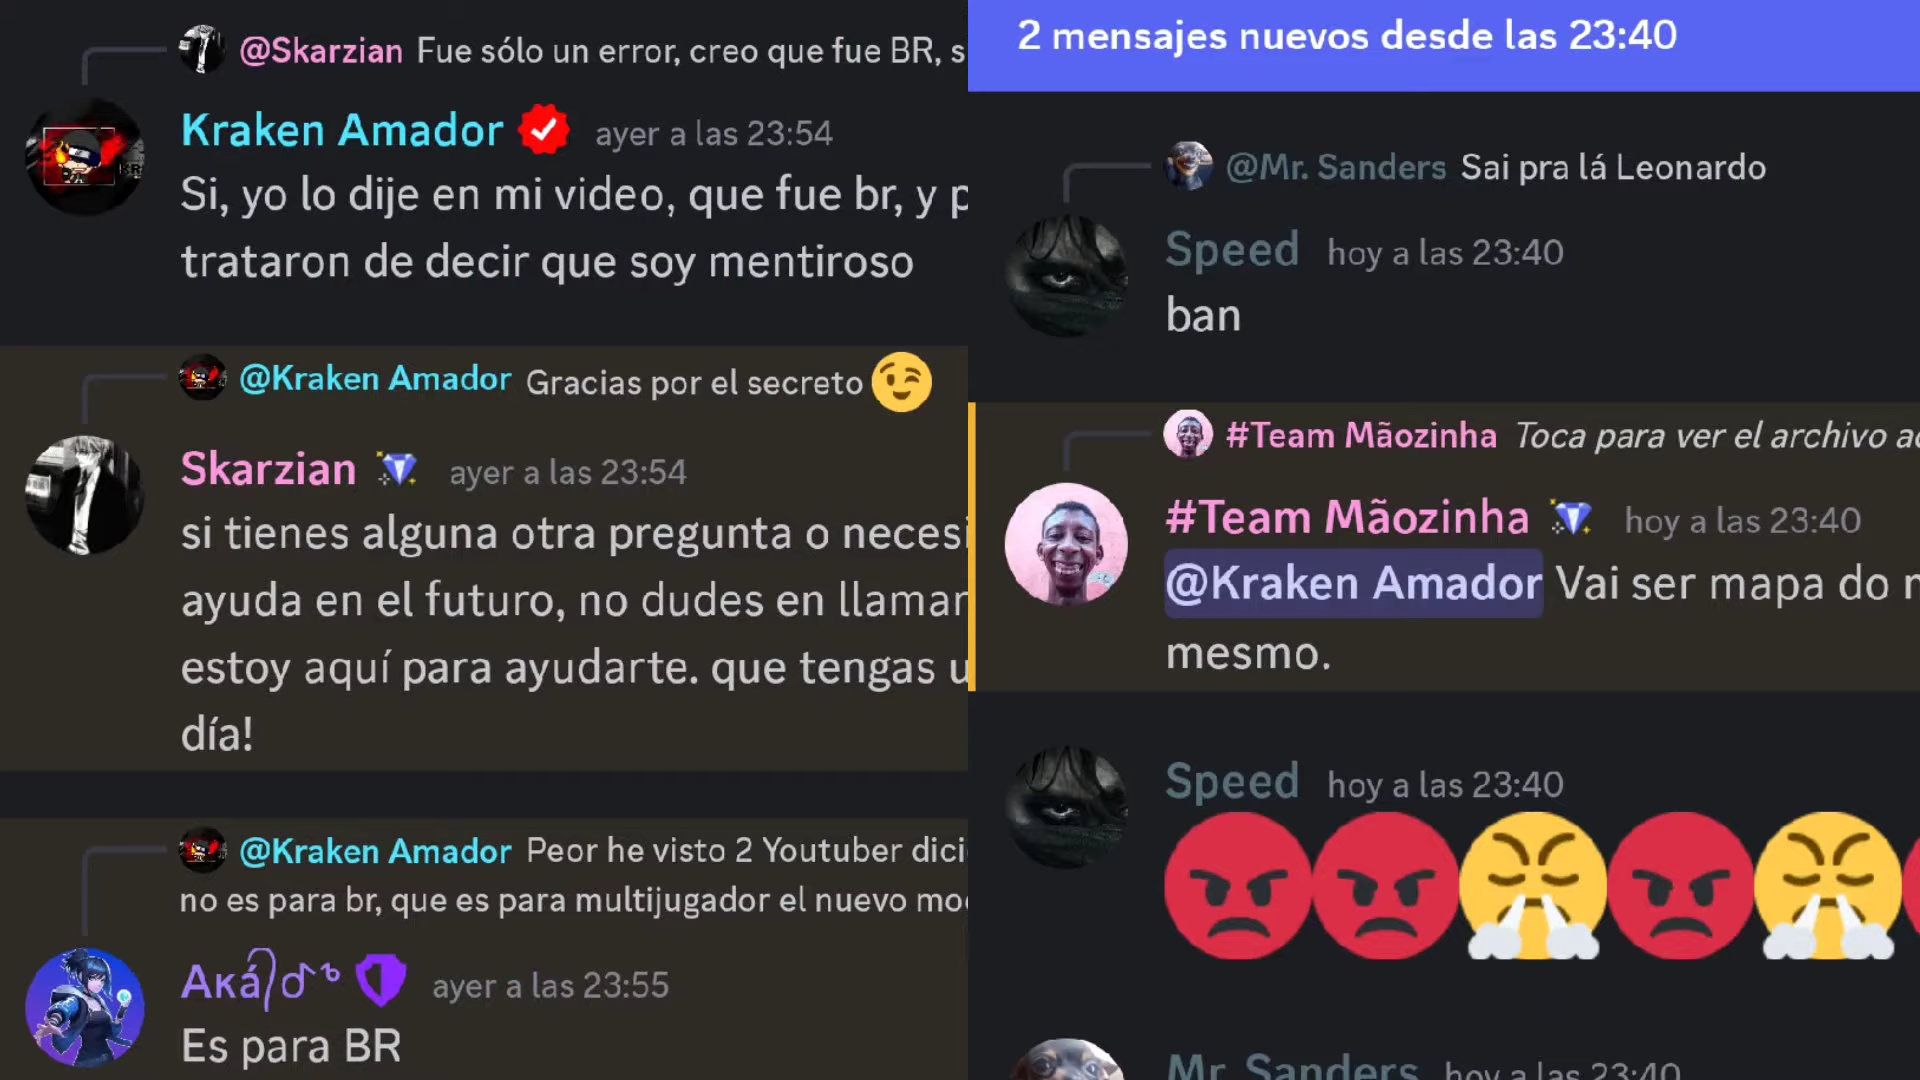 @Skarzian Fue sólo un error, creo que fue BR, s
Kraken Amador ayer a las 23:54
Si, yo lo dije en mi video, que fue br, y p
trataron de decir que soy mentiroso
@Kraken Amador Gracias por el secreto 😉
Skarzian ayer a las 23:54
si tienes alguna otra pregunta o necesi
ayuda en el futuro, no dudes en llamar
estoy aquí para ayudarte. que tengas u
día!
@Kraken Amador Peor he visto 2 Youtuber dici
no es para br, que es para multijugador el nuevo mo
ayer a las 23:55
Es para BR
2 mensajes nuevos desde las 23:40
@Mr. Sanders Sai pra lá Leonardo
Speed hoy a las 23:40
ban
#Team Mãozinha Toca para ver el archivo a
#Team Mãozinha hoy a las 23:40
@Kraken Amador Vai ser mapa do
mesmo.
Speed hoy a las 23:40
😡😡😤😡😤
Mr. Sanders hoy a las 23:40